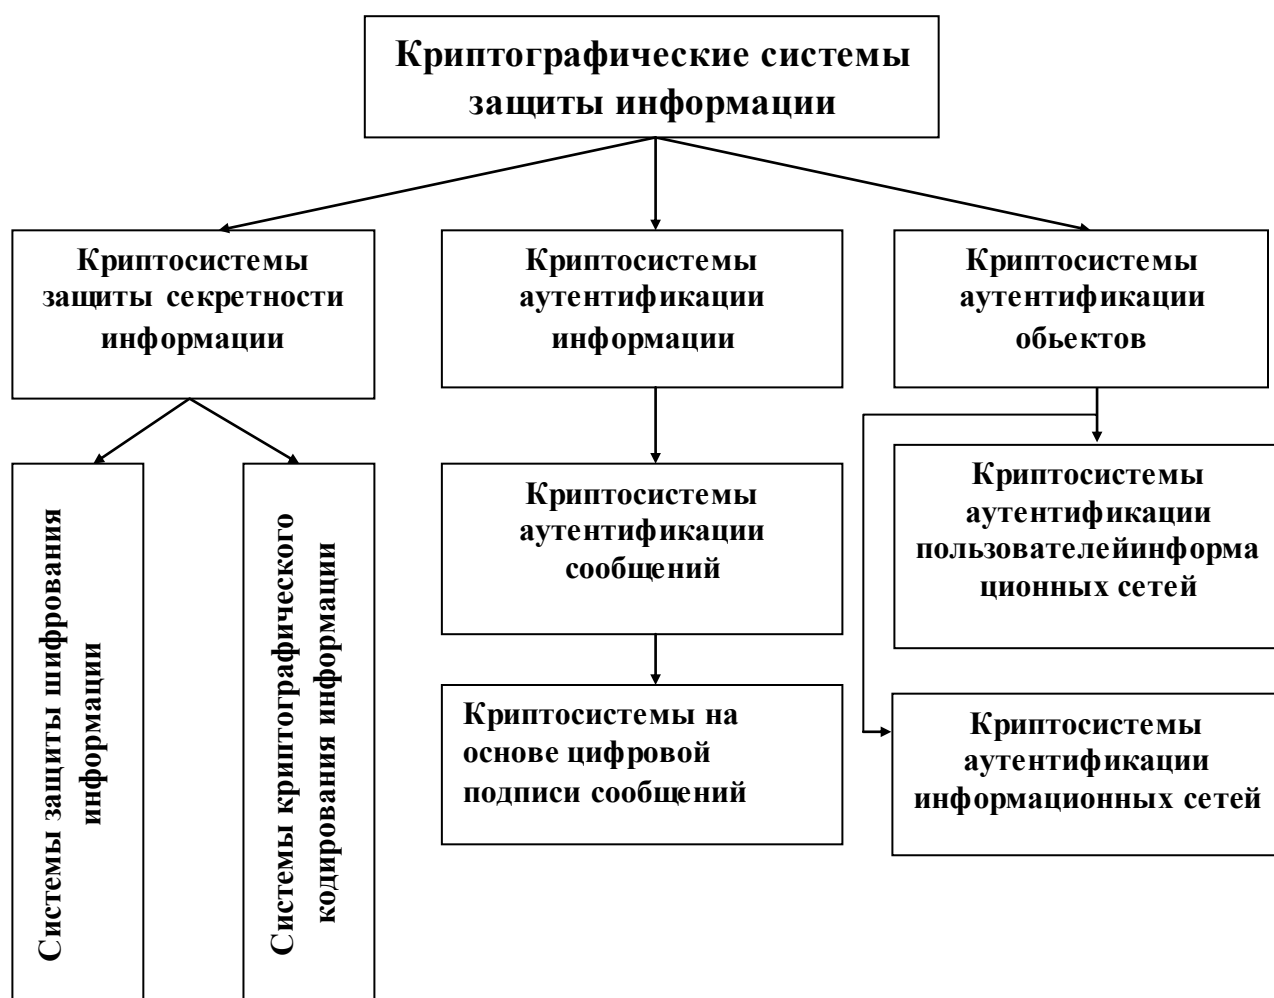 Криптографические системы
защиты информации
Криптосистемы
защиты секретности
информации
Криптосистемы
аутентификации
информации
Криптосистемы
аутентификации
обьектов
Системы защиты шифрования
информации
Системы криптографического
кодирования информации
Криптосистемы
аутентификации
сообщений
Криптосистемы на
основе цифровой
подписи сообщений
Криптосистемы
аутентификации
пользователейинформа
ционных сетей
Криптосистемы
аутентификации
информационных сетей